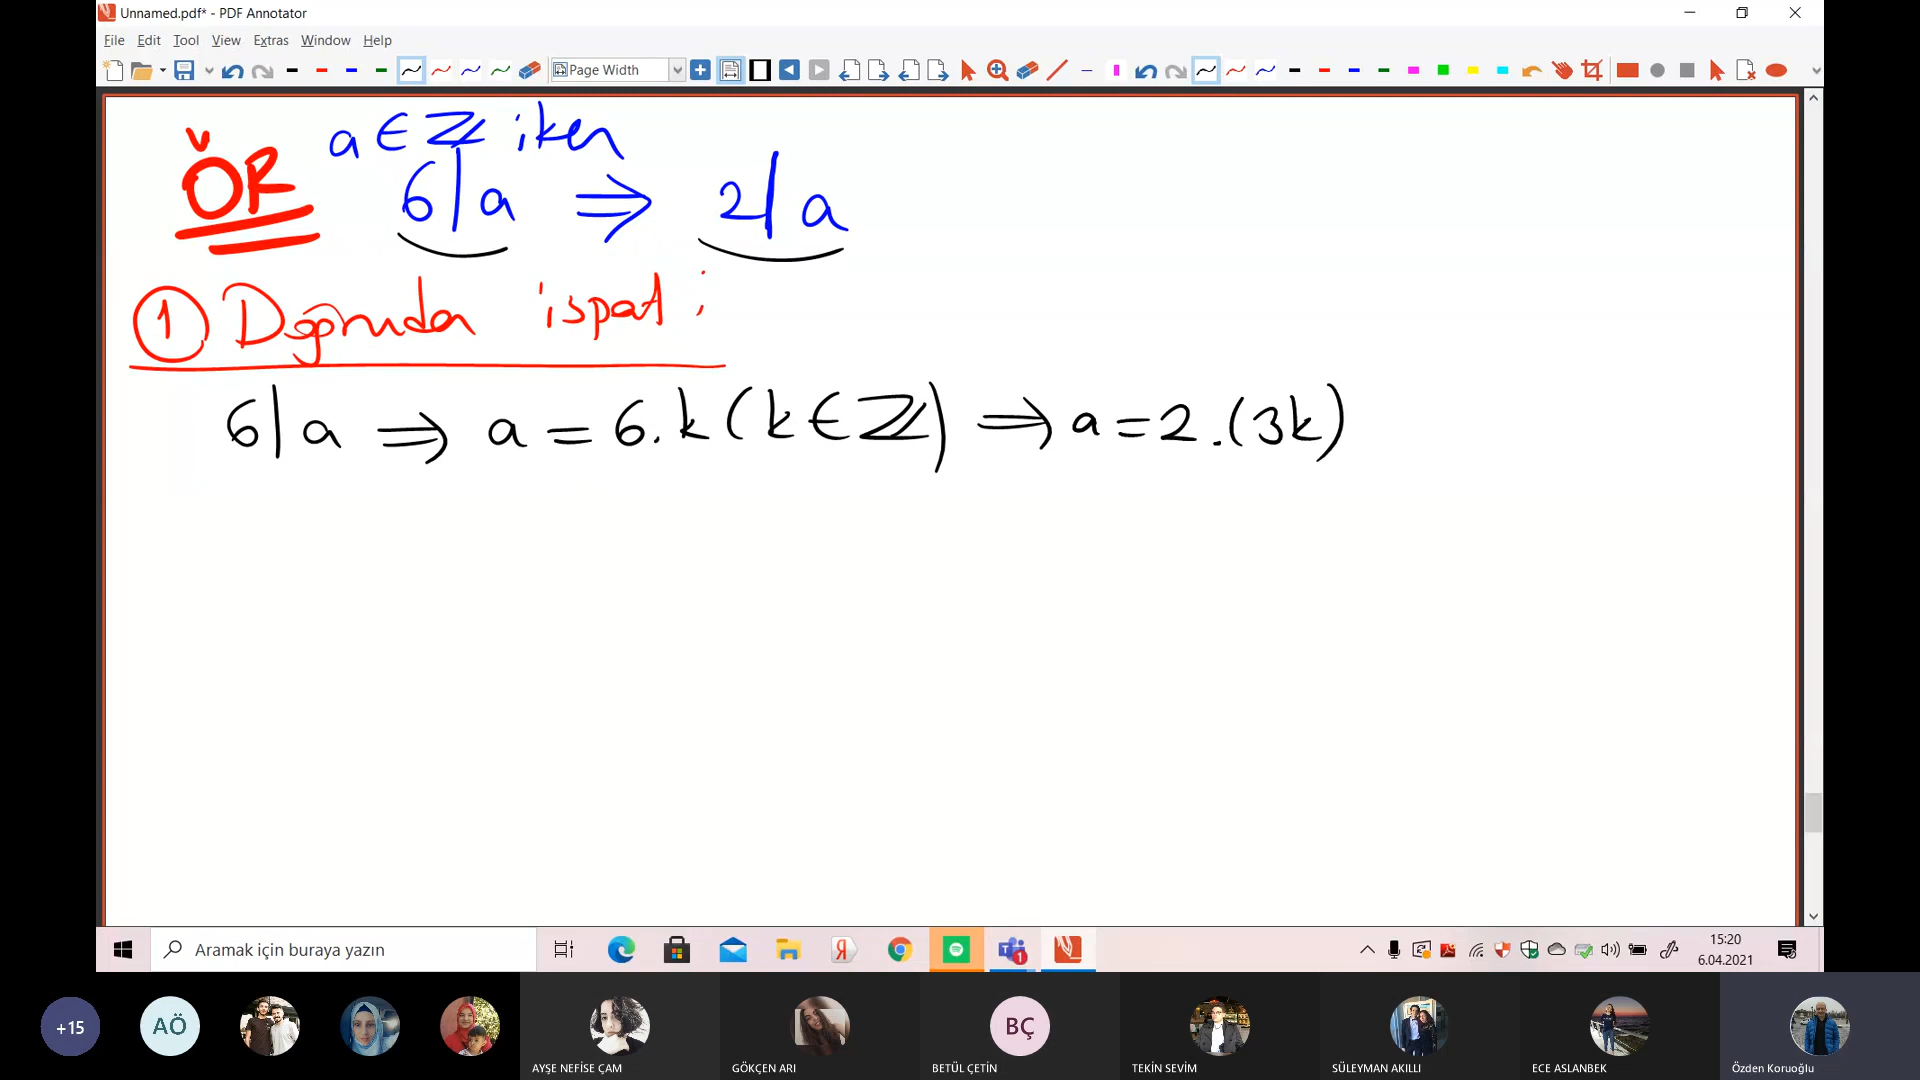 Unnamed.pdf* - PDF Annotator
File Edit Tool View Extras Window Help
Page Width
ÖR
a ∈ ℤ iken
6|a ⇒ 2|a
1 Doğrudan ispat :
6|a ⇒ a = 6.k (k ∈ ℤ) ⇒ a = 2.(3k)
Aramak için buraya yazın
1
15:20
6.04.2021
+15
AÖ
BÇ
AYŞE NEFİSE ÇAM
GÖKÇEN ARI
BETÜL ÇETİN
TEKİN SEVİM
SÜLEYMAN AKILLI
ECE ASLANBEK
Özden Koruoğlu